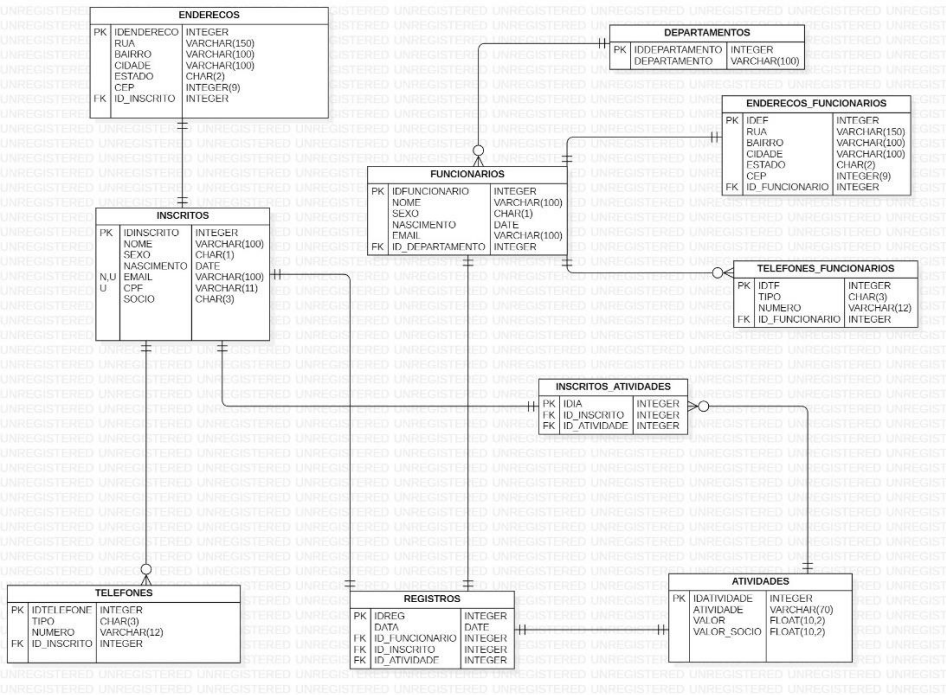 ENDERECOS
PK IDENDERECO INTEGER
RUA VARCHAR(150)
BAIRRO VARCHAR(100)
CIDADE VARCHAR(100)
ESTADO CHAR(2)
CEP INTEGER(9)
FK ID_INSCRITO INTEGER
DEPARTAMENTOS
PK IDDEPARTAMENTO INTEGER
DEPARTAMENTO VARCHAR(100)
ENDERECOS_FUNCIONARIOS
PK IDEF INTEGER
RUA VARCHAR(150)
BAIRRO VARCHAR(100)
CIDADE VARCHAR(100)
ESTADO CHAR(2)
CEP INTEGER(9)
FK ID_FUNCIONARIO INTEGER
FUNCIONARIOS
PK IDFUNCIONARIO INTEGER
NOME VARCHAR(100)
SEXO CHAR(1)
NASCIMENTO DATE
EMAIL VARCHAR(100)
FK ID_DEPARTAMENTO INTEGER
INSCRITOS
PK IDINSCRITO INTEGER
NOME VARCHAR(100)
SEXO CHAR(1)
NASCIMENTO DATE
N,U EMAIL VARCHAR(100)
U CPF VARCHAR(11)
SOCIO CHAR(3)
TELEFONES_FUNCIONARIOS
PK IDTF INTEGER
TIPO CHAR(3)
NUMERO VARCHAR(12)
FK ID_FUNCIONARIO INTEGER
INSCRITOS_ATIVIDADES
PK IDIA INTEGER
FK ID_INSCRITO INTEGER
FK ID_ATIVIDADE INTEGER
TELEFONES
PK IDTELEFONE INTEGER
TIPO CHAR(3)
NUMERO VARCHAR(12)
FK ID_INSCRITO INTEGER
REGISTROS
PK IDREG INTEGER
DATA DATE
FK ID_FUNCIONARIO INTEGER
FK ID_INSCRITO INTEGER
FK ID_ATIVIDADE INTEGER
ATIVIDADES
PK IDATIVIDADE INTEGER
ATIVIDADE VARCHAR(70)
VALOR FLOAT(10,2)
VALOR_SOCIO FLOAT(10,2)
UNREGISTERED